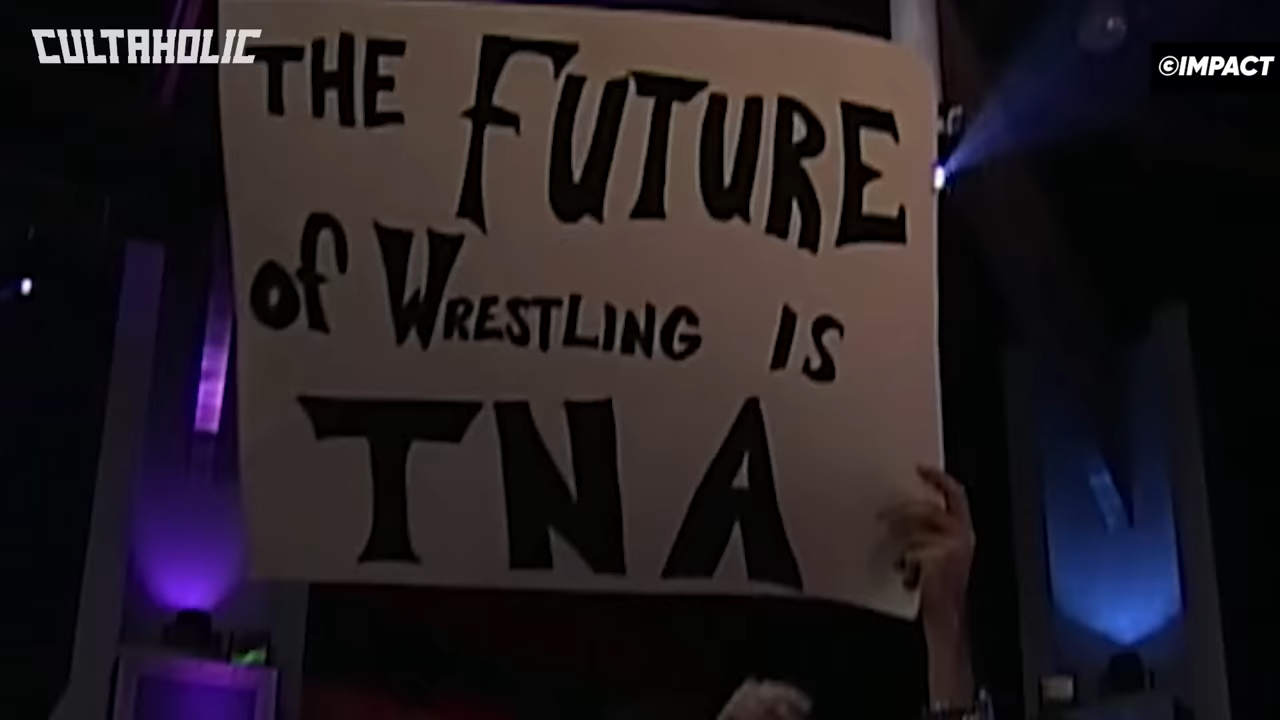 CULTAHOLIC
©IMPACT
THE FUTURE
of WRESTLING IS
TNA